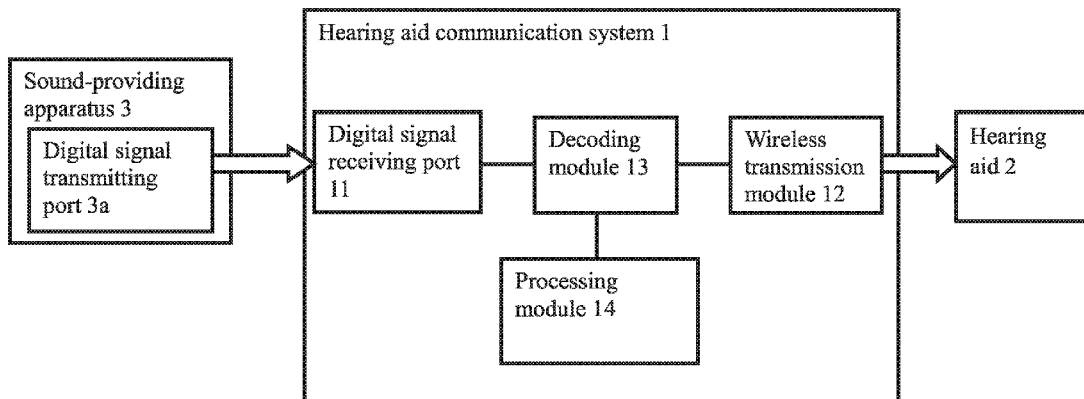 Hearing aid communication system 1
Sound-providing
apparatus 3
Digital signal
transmitting
port 3a
Digital signal
receiving port
11
Decoding
module 13
Wireless
transmission
module 12
Hearing
aid 2
Processing
module 14